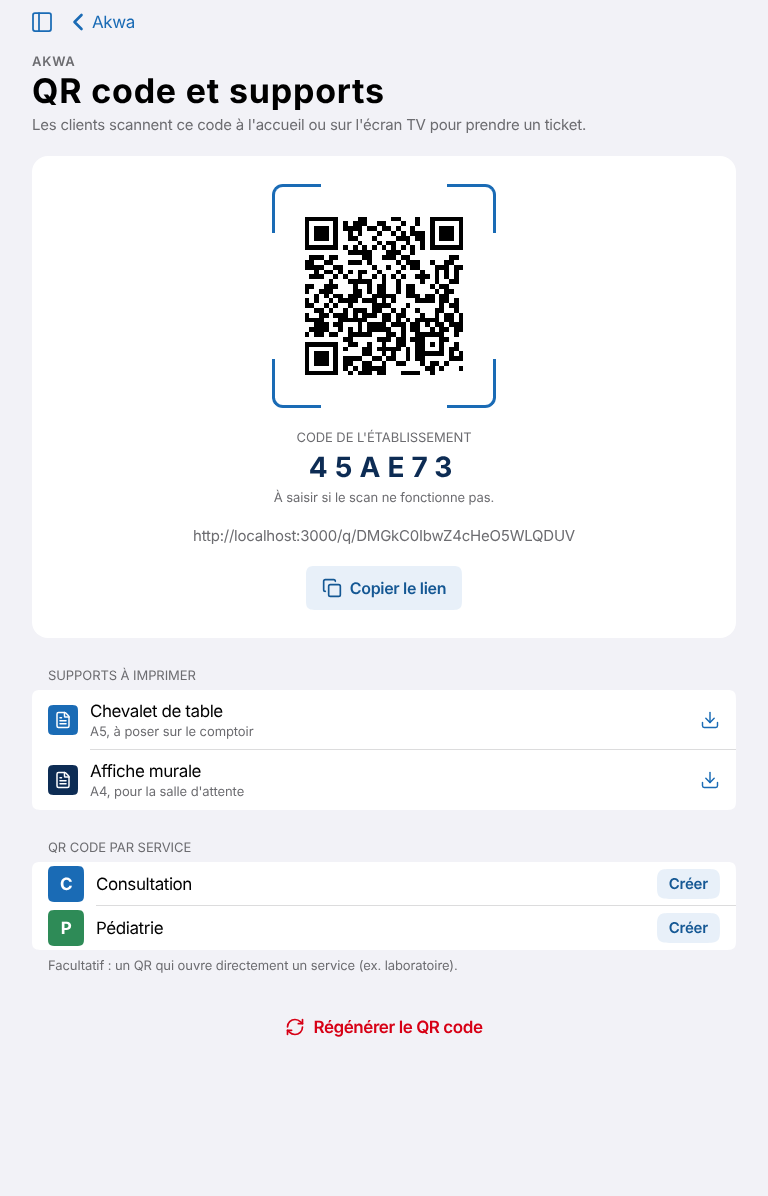 Akwa
AKWA
QR code et supports
Les clients scannent ce code à l'accueil ou sur l'écran TV pour prendre un ticket.
CODE DE L'ÉTABLISSEMENT
45AE73
À saisir si le scan ne fonctionne pas.
http://localhost:3000/q/DMGkC0IbwZ4cHeO5WLQDUV
Copier le lien
SUPPORTS À IMPRIMER
Chevalet de table
A5, à poser sur le comptoir
Affiche murale
A4, pour la salle d'attente
QR CODE PAR SERVICE
C Consultation Créer
P Pédiatrie Créer
Facultatif : un QR qui ouvre directement un service (ex. laboratoire).
Régénérer le QR code